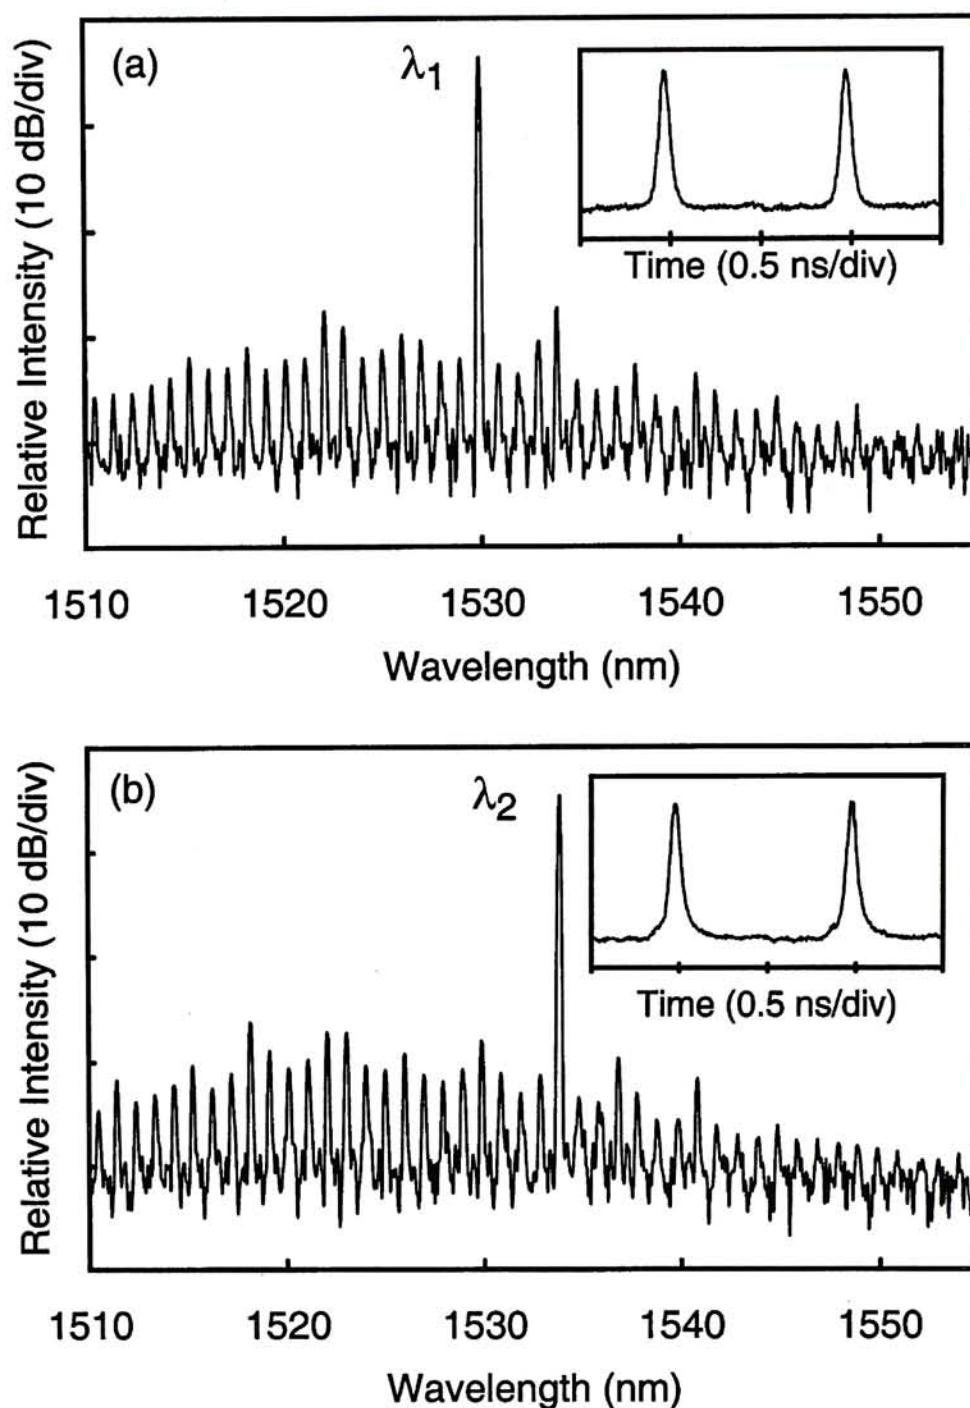 (a)
λ1
Relative Intensity (10 dB/div)
Time (0.5 ns/div)
1510 1520 1530 1540 1550
Wavelength (nm)
(b)
λ2
Relative Intensity (10 dB/div)
Time (0.5 ns/div)
1510 1520 1530 1540 1550
Wavelength (nm)